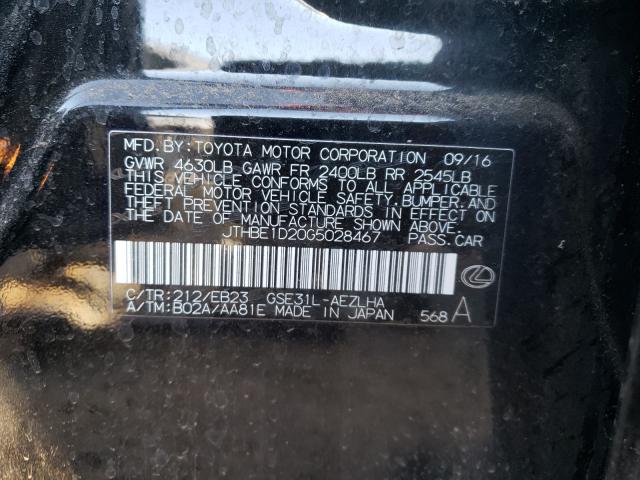 MFD. BY: TOYOTA MOTOR CORPORATION 09/16
GVWR 4630LB GAWR FR 2400LB RR 2545LB
THIS VEHICLE CONFORMS TO ALL APPLICABLE
FEDERAL MOTOR VEHICLE SAFETY, BUMPER, AND
THEFT PREVENTION STANDARDS IN EFFECT ON
THE DATE OF MANUFACTURE SHOWN ABOVE.
JTHBE1D20G5028467 PASS.CAR
C/TR:212/EB23 GSE31L-AEZLHA
A/TM:B02A/AA81E MADE IN JAPAN 568 A